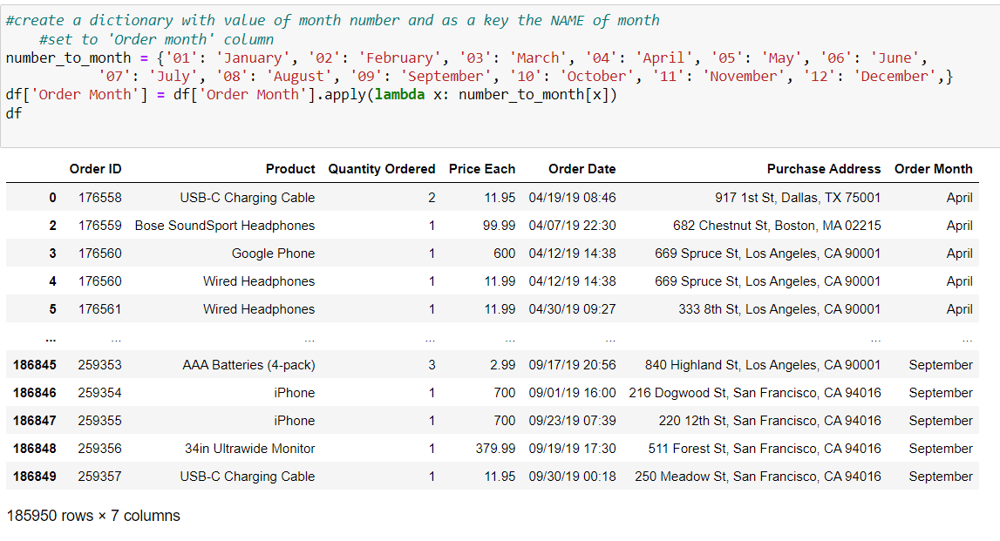 #create a dictionary with value of month number and as a key the NAME of month
#set to 'Order month' column
number_to_month = {'01': 'January', '02': 'February', '03': 'March', '04': 'April', '05': 'May', '06': 'June',
'07': 'July', '08': 'August', '09': 'September', '10': 'October', '11': 'November', '12': 'December',}
df['Order Month'] = df['Order Month'].apply(lambda x: number_to_month[x])
df
Order ID Product Quantity Ordered Price Each Order Date Purchase Address Order Month
0 176558 USB-C Charging Cable 2 11.95 04/19/19 08:46 917 1st St, Dallas, TX 75001 April
2 176559 Bose SoundSport Headphones 1 99.99 04/07/19 22:30 682 Chestnut St, Boston, MA 02215 April
3 176560 Google Phone 1 600 04/12/19 14:38 669 Spruce St, Los Angeles, CA 90001 April
4 176560 Wired Headphones 1 11.99 04/12/19 14:38 669 Spruce St, Los Angeles, CA 90001 April
5 176561 Wired Headphones 1 11.99 04/30/19 09:27 333 8th St, Los Angeles, CA 90001 April
... ... ... ... ... ... ... ...
186845 259353 AAA Batteries (4-pack) 3 2.99 09/17/19 20:56 840 Highland St, Los Angeles, CA 90001 September
186846 259354 iPhone 1 700 09/01/19 16:00 216 Dogwood St, San Francisco, CA 94016 September
186847 259355 iPhone 1 700 09/23/19 07:39 220 12th St, San Francisco, CA 94016 September
186848 259356 34in Ultrawide Monitor 1 379.99 09/19/19 17:30 511 Forest St, San Francisco, CA 94016 September
186849 259357 USB-C Charging Cable 1 11.95 09/30/19 00:18 250 Meadow St, San Francisco, CA 94016 September
185950 rows × 7 columns